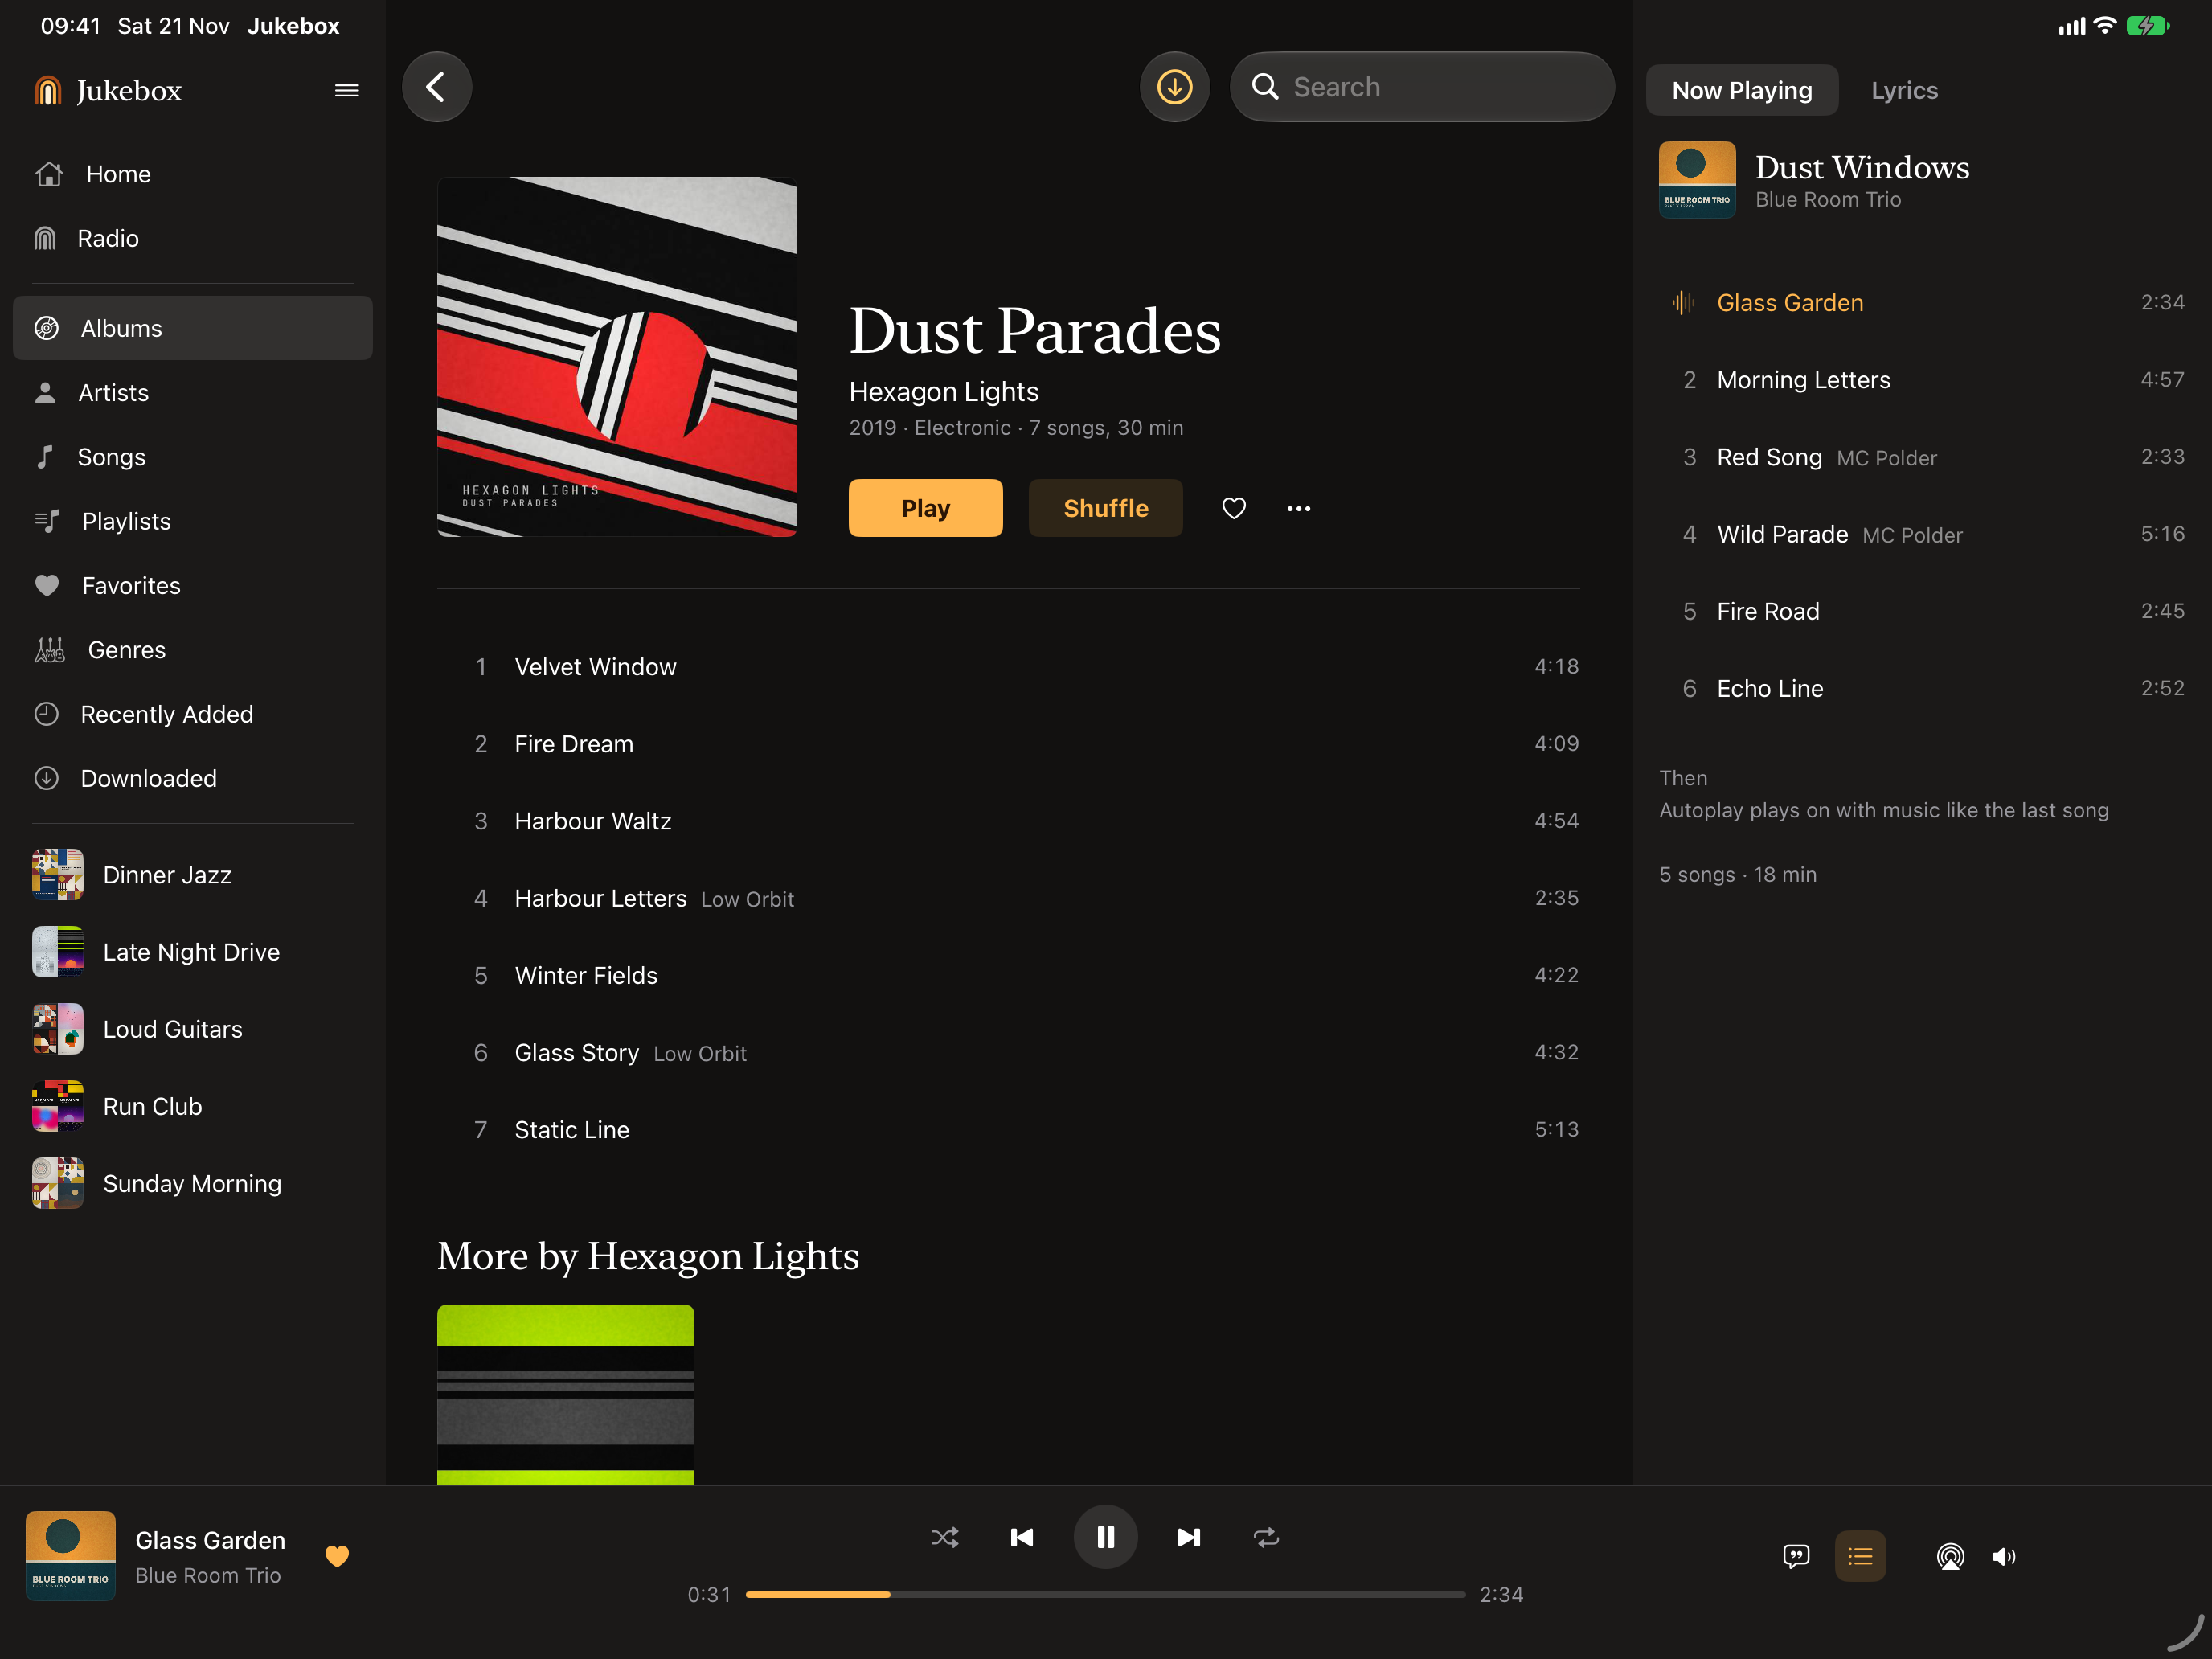 09:41 Sat 21 Nov Jukebox
Jukebox
Home
Radio
Albums
Artists
Songs
Playlists
Favorites
Genres
Recently Added
Downloaded
Dinner Jazz
Late Night Drive
Loud Guitars
Run Club
Sunday Morning
Search
HEXAGON LIGHTS
DUST PARADES
Dust Parades
Hexagon Lights
2019 · Electronic · 7 songs, 30 min
Play Shuffle
1 Velvet Window 4:18
2 Fire Dream 4:09
3 Harbour Waltz 4:54
4 Harbour Letters Low Orbit 2:35
5 Winter Fields 4:22
6 Glass Story Low Orbit 4:32
7 Static Line 5:13
More by Hexagon Lights
Now Playing Lyrics
BLUE ROOM TRIO
Dust Windows
Blue Room Trio
Glass Garden 2:34
2 Morning Letters 4:57
3 Red Song MC Polder 2:33
4 Wild Parade MC Polder 5:16
5 Fire Road 2:45
6 Echo Line 2:52
Then
Autoplay plays on with music like the last song
5 songs · 18 min
BLUE ROOM TRIO
Glass Garden
Blue Room Trio
0:31 2:34